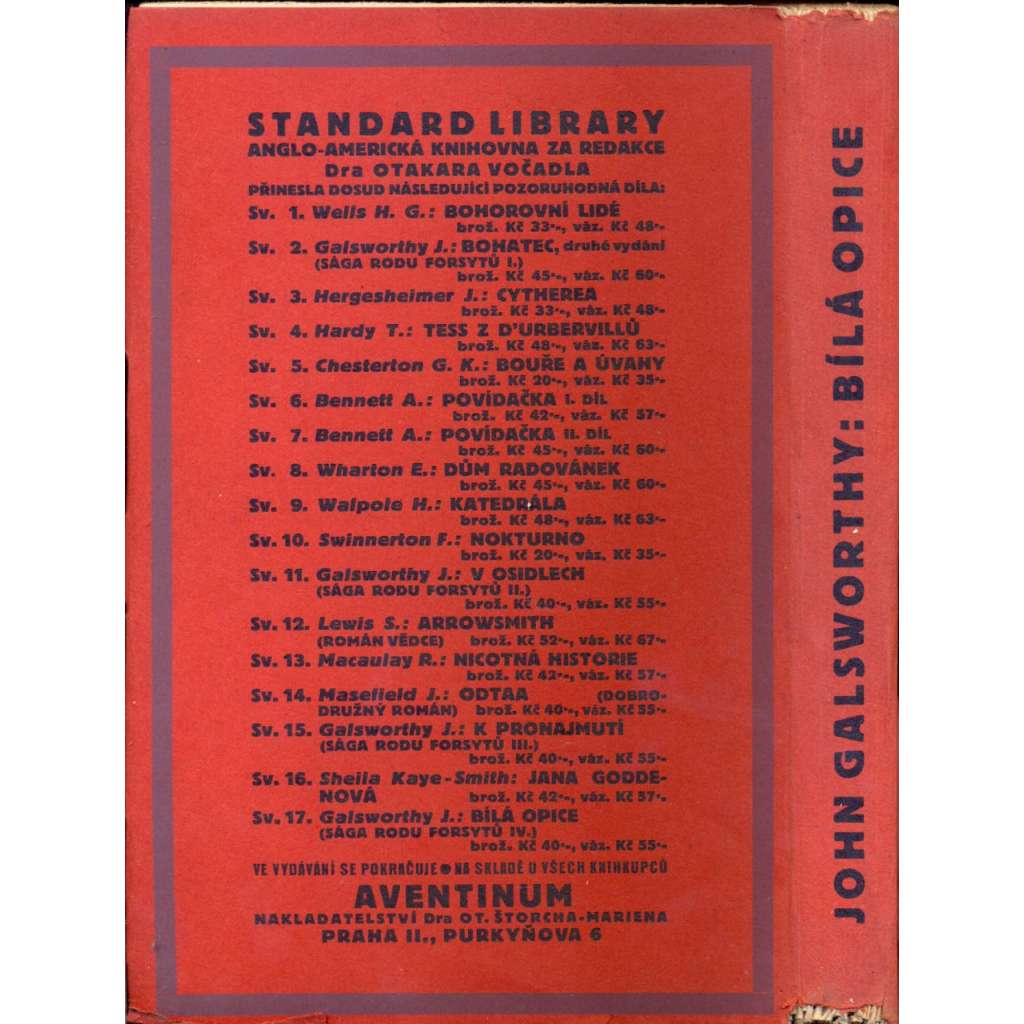 STANDARD LIBRARY
ANGLO-AMERICKÁ KNIHOVNA ZA REDAKCE
Dra OTAKARA VOČADLA
PŘINESLA DOSUD NÁSLEDUJÍCÍ POZORUHODNÁ DÍLA:
Sv. 1. Wells H. G.: BOHOROVNÍ LIDÉ
brož. Kč 33·–, váz. Kč 48·–
Sv. 2. Galsworthy J.: BOHATEC, druhé vydání
(SÁGA RODU FORSYTŮ I.)
brož. Kč 45·–, váz. Kč 60·–
Sv. 3. Hergesheimer J.: CYTHEREA
brož. Kč 33·–, váz. Kč 48·–
Sv. 4. Hardy T.: TESS Z D'URBERVILLŮ
brož. Kč 48·–, váz. Kč 63·–
Sv. 5. Chesterton G. K.: BOUŘE A ÚVAHY
brož. Kč 20·–, váz. Kč 35·–
Sv. 6. Bennett A.: POVÍDAČKA I. DÍL
brož. Kč 42·–, váz. Kč 57·–
Sv. 7. Bennett A.: POVÍDAČKA II. DÍL
brož. Kč 45·–, váz. Kč 60·–
Sv. 8. Wharton E.: DŮM RADOVÁNEK
brož. Kč 45·–, váz. Kč 60·–
Sv. 9. Walpole H.: KATEDRÁLA
brož. Kč 48·–, váz. Kč 63·–
Sv. 10. Swinnerton F.: NOKTURNO
brož. Kč 20·–, váz. Kč 35·–
Sv. 11. Galsworthy J.: V OSIDLECH
(SÁGA RODU FORSYTŮ II.)
brož. Kč 40·–, váz. Kč 55·–
Sv. 12. Lewis S.: ARROWSMITH
(ROMÁN VĚDCE) brož. Kč 52·–, váz. Kč 67·–
Sv. 13. Macaulay R.: NICOTNÁ HISTORIE
brož. Kč 42·–, váz. Kč 57·–
Sv. 14. Masefield J.: ODTAA (DOBRO-
DRUŽNÝ ROMÁN) brož. Kč 40·–, váz. Kč 55·–
Sv. 15. Galsworthy J.: K PRONAJMUTÍ
(SÁGA RODU FORSYTŮ III.)
brož. Kč 40·–, váz. Kč 55·–
Sv. 16. Sheila Kaye-Smith: JANA GODDE-
NOVÁ brož. Kč 42·–, váz. Kč 57·–
Sv. 17. Galsworthy J.: BÍLÁ OPICE
(SÁGA RODU FORSYTŮ IV.)
brož. Kč 40·–, váz. Kč 55·–
VE VYDÁVÁNÍ SE POKRAČUJE ● NA SKLADĚ U VŠECH KNIHKUPCŮ
AVENTINUM
NAKLADATELSTVÍ Dra OT. ŠTORCHA-MARIENA
PRAHA II., PURKYŇOVA 6
JOHN GALSWORTHY: BÍLÁ OPICE